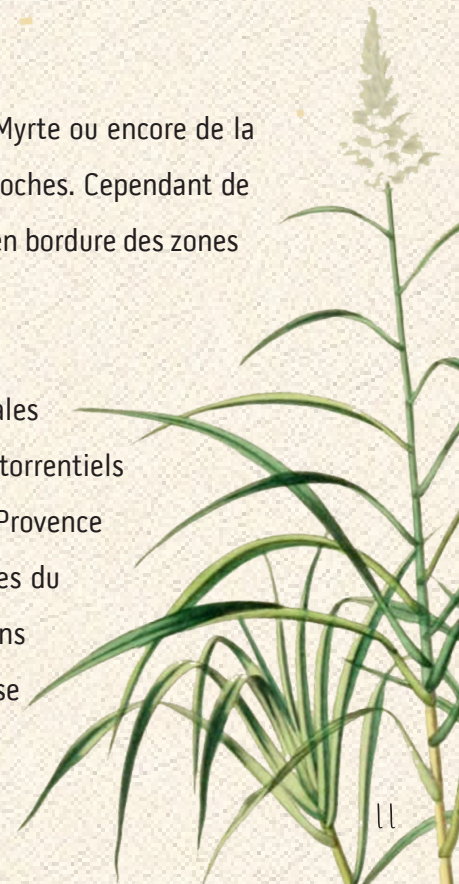 Myrte ou encore de la
oches. Cependant de
en bordure des zones
ales
torrentiels
Provence
es du
ns
se
11